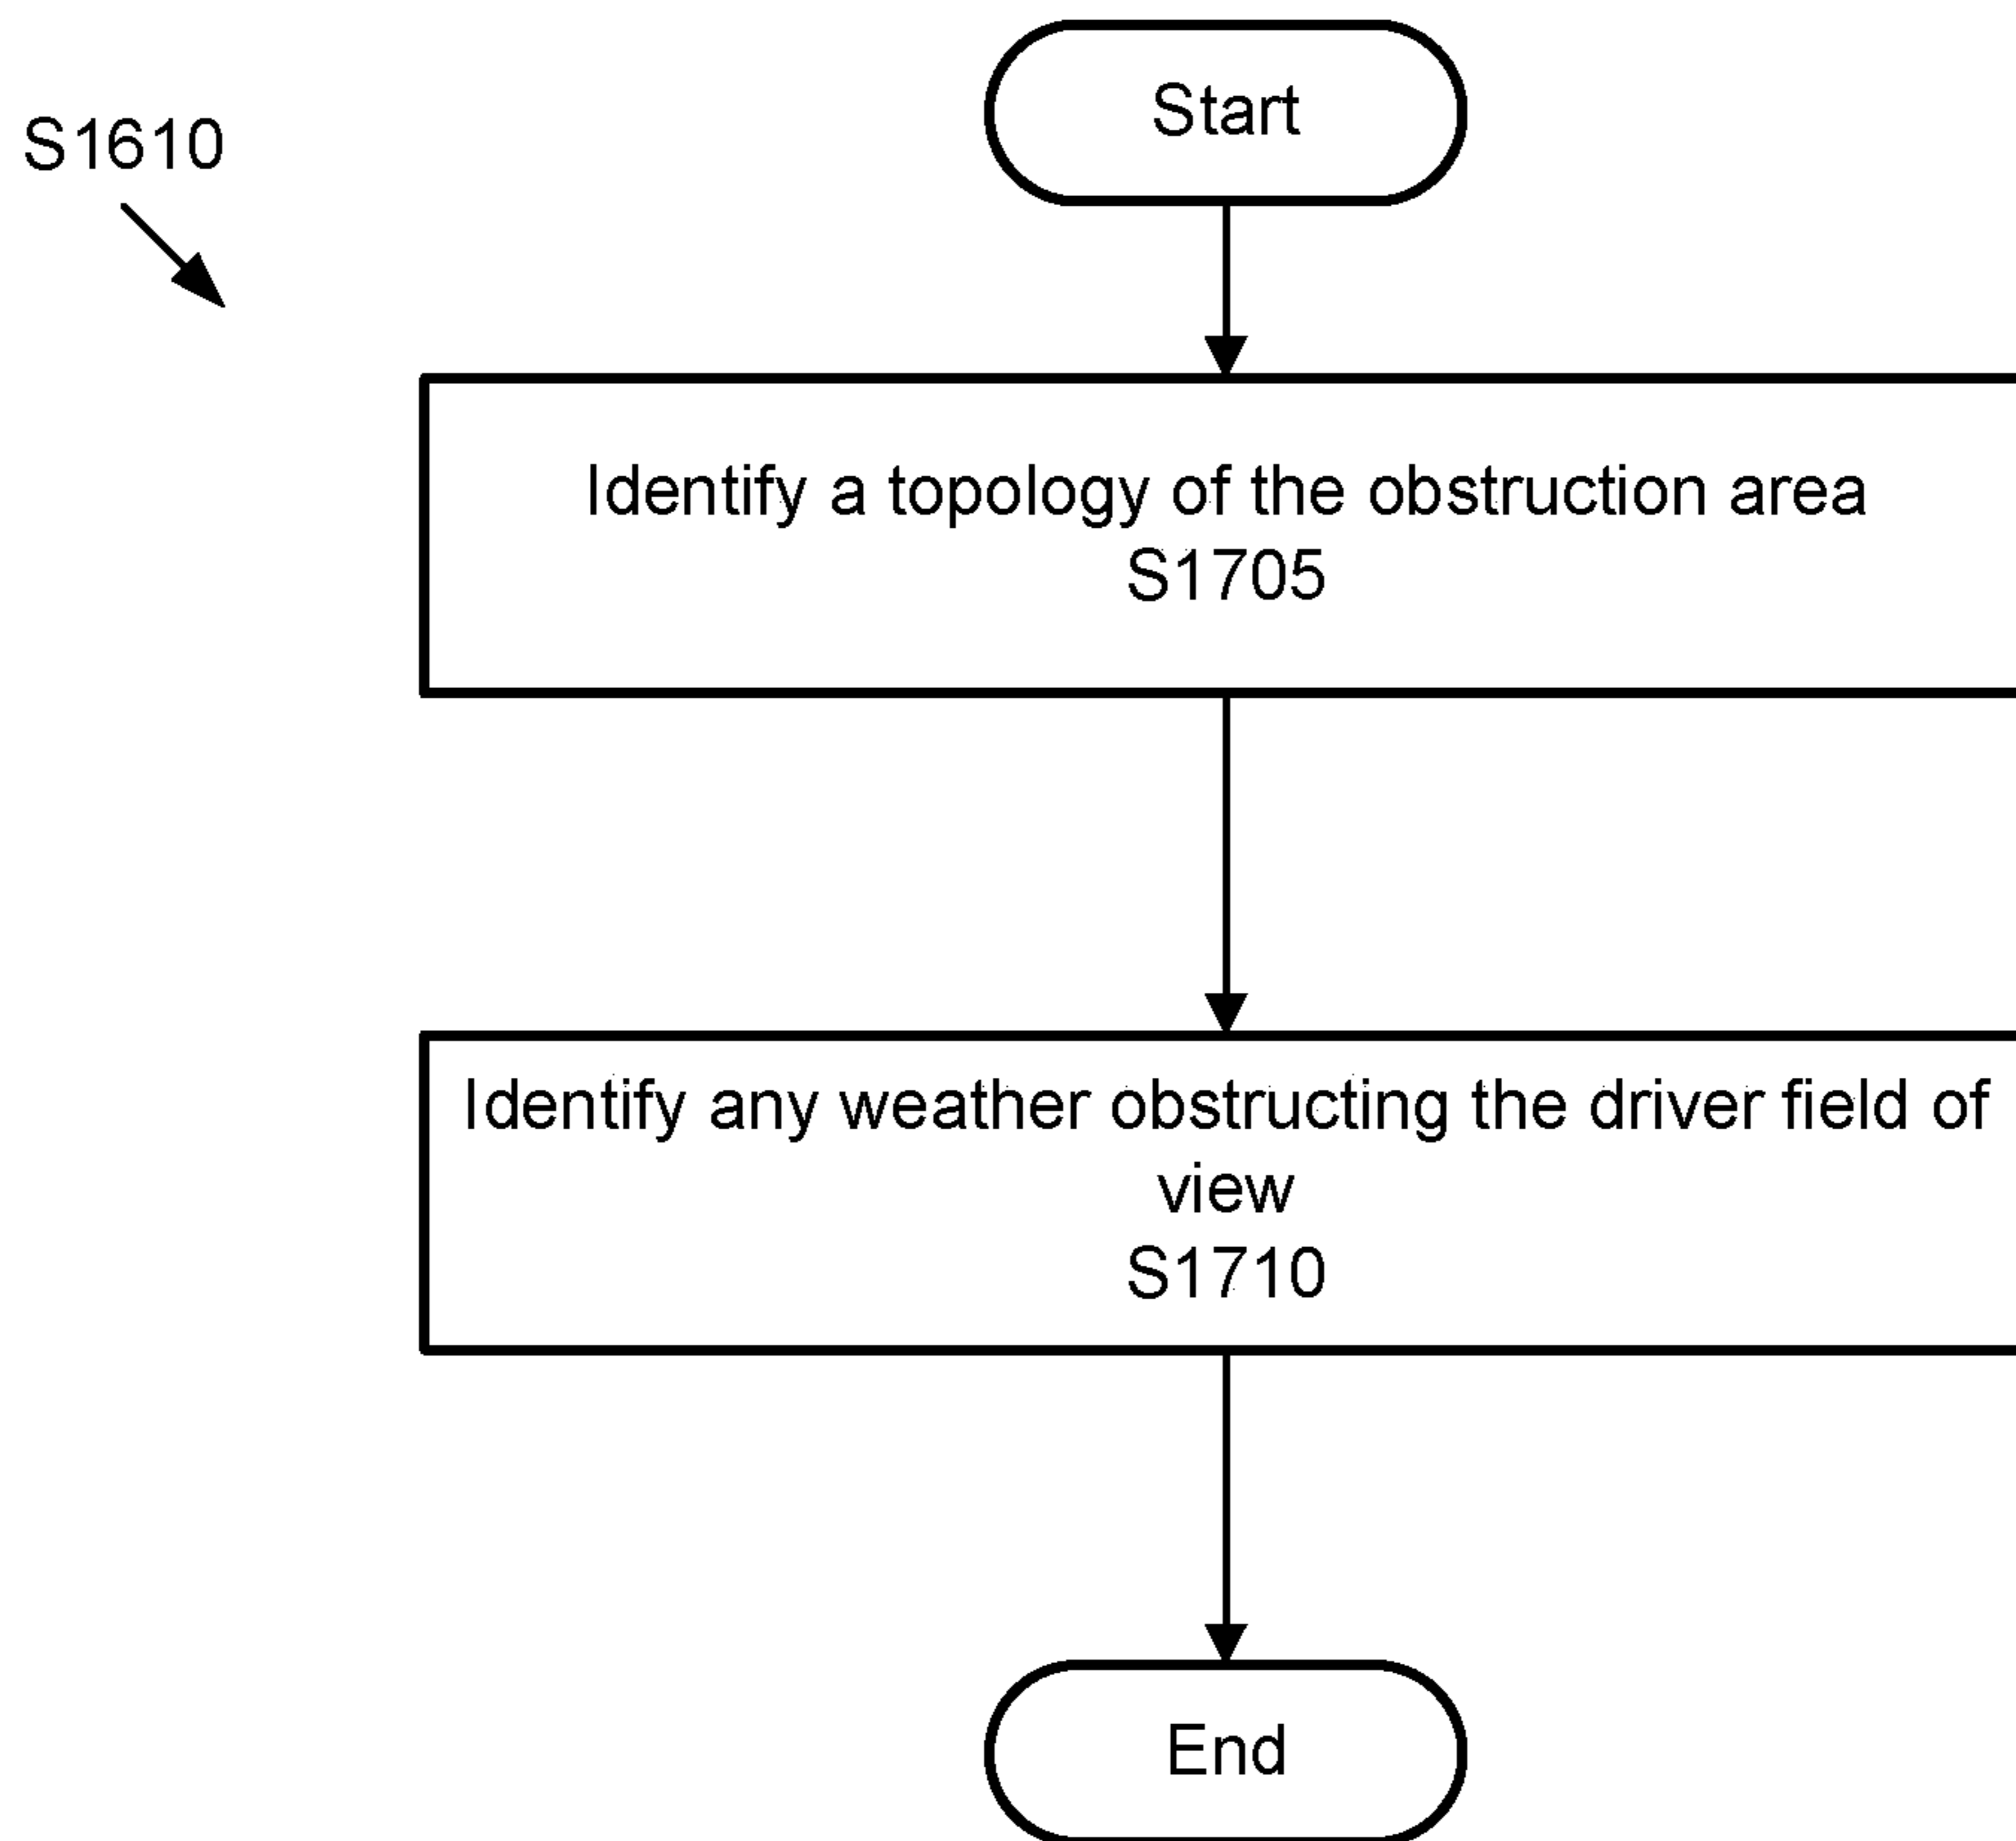 Start
S1610
Identify a topology of the obstruction area
S1705
Identify any weather obstructing the driver field of
view
S1710
End